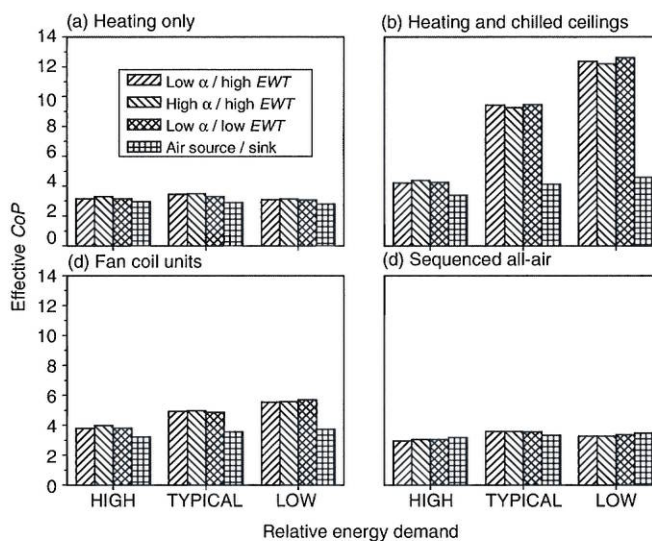 (a) Heating only
(b) Heating and chilled ceilings
14
12
10
8
6
4
2
0
Low α / high EWT
High α / high EWT
Low α / low EWT
Air source / sink
(d) Fan coil units
(d) Sequenced all-air
14
12
10
8
6
4
2
0
Effective CoP
HIGH TYPICAL LOW
HIGH TYPICAL LOW
Relative energy demand